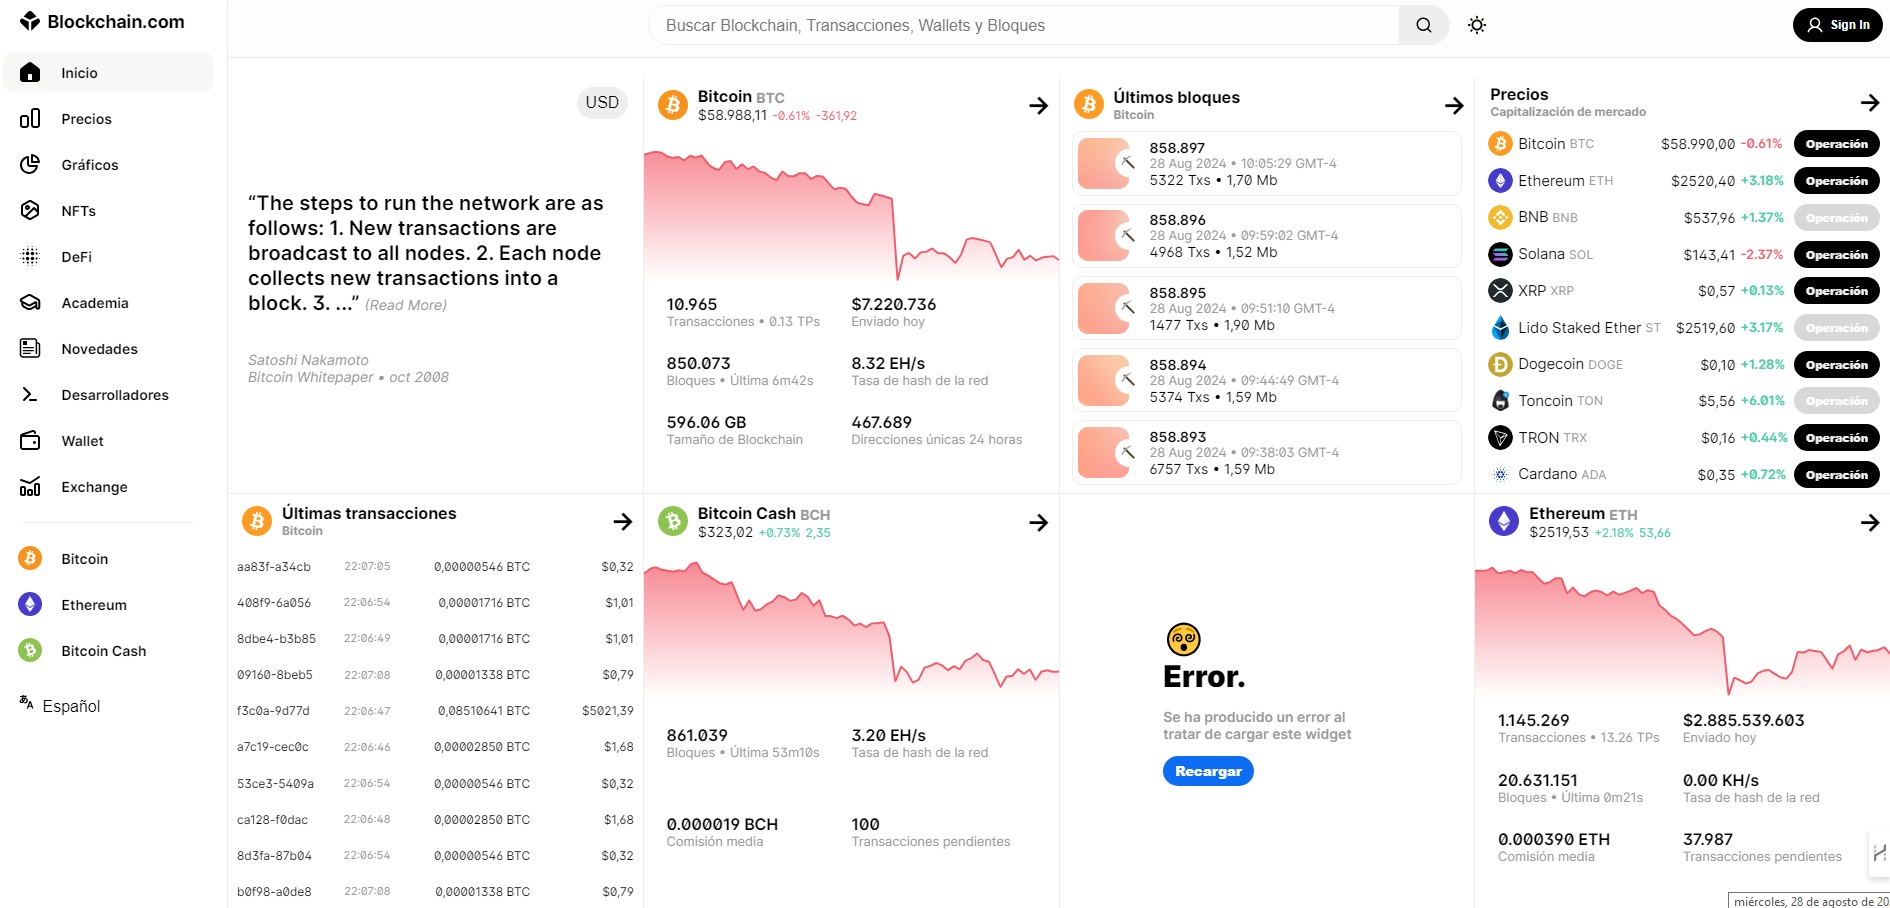 Blockchain.com
Buscar Blockchain, Transacciones, Wallets y Bloques
Sign In
Inicio
Precios
Gráficos
NFTs
DeFi
Academia
Novedades
Desarrolladores
Wallet
Exchange
Bitcoin
Ethereum
Bitcoin Cash
Español
USD
“The steps to run the network are as
follows: 1. New transactions are
broadcast to all nodes. 2. Each node
collects new transactions into a
block. 3. ...” (Read More)
Satoshi Nakamoto
Bitcoin Whitepaper • oct 2008
Bitcoin BTC
$58.988,11 -0.61% -361,92
10.965 $7.220.736
Transacciones • 0.13 TPs Enviado hoy
850.073 8.32 EH/s
Bloques • Última 6m42s Tasa de hash de la red
596.06 GB 467.689
Tamaño de Blockchain Direcciones únicas 24 horas
Últimos bloques
Bitcoin
858.897
28 Aug 2024 • 10:05:29 GMT-4
5322 Txs • 1,70 Mb
858.896
28 Aug 2024 • 09:59:02 GMT-4
4968 Txs • 1,52 Mb
858.895
28 Aug 2024 • 09:51:10 GMT-4
1477 Txs • 1,90 Mb
858.894
28 Aug 2024 • 09:44:49 GMT-4
5374 Txs • 1,59 Mb
858.893
28 Aug 2024 • 09:38:03 GMT-4
6757 Txs • 1,59 Mb
Precios
Capitalización de mercado
Bitcoin BTC $58.990,00 -0.61% Operación
Ethereum ETH $2520,40 +3.18% Operación
BNB BNB $537,96 +1.37% Operación
Solana SOL $143,41 -2.37% Operación
XRP XRP $0,57 +0.13% Operación
Lido Staked Ether ST $2519,60 +3.17% Operación
Dogecoin DOGE $0,10 +1.28% Operación
Toncoin TON $5,56 +6.01% Operación
TRON TRX $0,16 +0.44% Operación
Cardano ADA $0,35 +0.72% Operación
Últimas transacciones
Bitcoin
aa83f-a34cb 22:07:05 0,00000546 BTC $0,32
408f9-6a056 22:06:54 0,00001716 BTC $1,01
8dbe4-b3b85 22:06:49 0,00001716 BTC $1,01
09160-8beb5 22:07:08 0,00001338 BTC $0,79
f3c0a-9d77d 22:06:47 0,08510641 BTC $5021,39
a7c19-cec0c 22:06:46 0,00002850 BTC $1,68
53ce3-5409a 22:06:54 0,00000546 BTC $0,32
ca128-f0dac 22:06:48 0,00002850 BTC $1,68
8d3fa-87b04 22:06:54 0,00000546 BTC $0,32
b0f98-a0de8 22:07:08 0,00001338 BTC $0,79
Bitcoin Cash BCH
$323,02 +0.73% 2,35
861.039 3.20 EH/s
Bloques • Última 53m10s Tasa de hash de la red
0.000019 BCH 100
Comisión media Transacciones pendientes
Error.
Se ha producido un error al
tratar de cargar este widget
Recargar
Ethereum ETH
$2519,53 +2.18% 53,66
1.145.269 $2.885.539.603
Transacciones • 13.26 TPs Enviado hoy
20.631.151 0.00 KH/s
Bloques • Última 0m21s Tasa de hash de la red
0.000390 ETH 37.987
Comisión media Transacciones pendientes
miércoles, 28 de agosto de 20